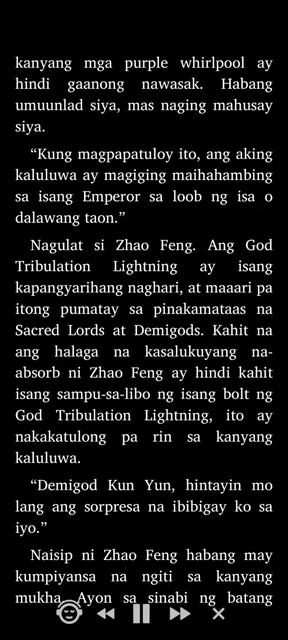 kanyang mga purple whirlpool ay
hindi gaanong nawasak. Habang
umuunlad siya, mas naging mahusay
siya.
“Kung magpapatuloy ito, ang aking
kaluluwa ay magiging maihahambing
sa isang Emperor sa loob ng isa o
dalawang taon.”
Nagulat si Zhao Feng. Ang God
Tribulation Lightning ay isang
kapangyarihang naghari, at maaari pa
itong pumatay sa pinakamataas na
Sacred Lords at Demigods. Kahit na
ang halaga na kasalukuyang na-
absorb ni Zhao Feng ay hindi kahit
isang sampu-sa-libo ng isang bolt ng
God Tribulation Lightning, ito ay
nakakatulong pa rin sa kanyang
kaluluwa.
“Demigod Kun Yun, hintayin mo
lang ang sorpresa na ibibigay ko sa
iyo.”
Naisip ni Zhao Feng habang may
kumpiyansa na ngiti sa kanyang
mukha. Ayon sa sinabi ng batang